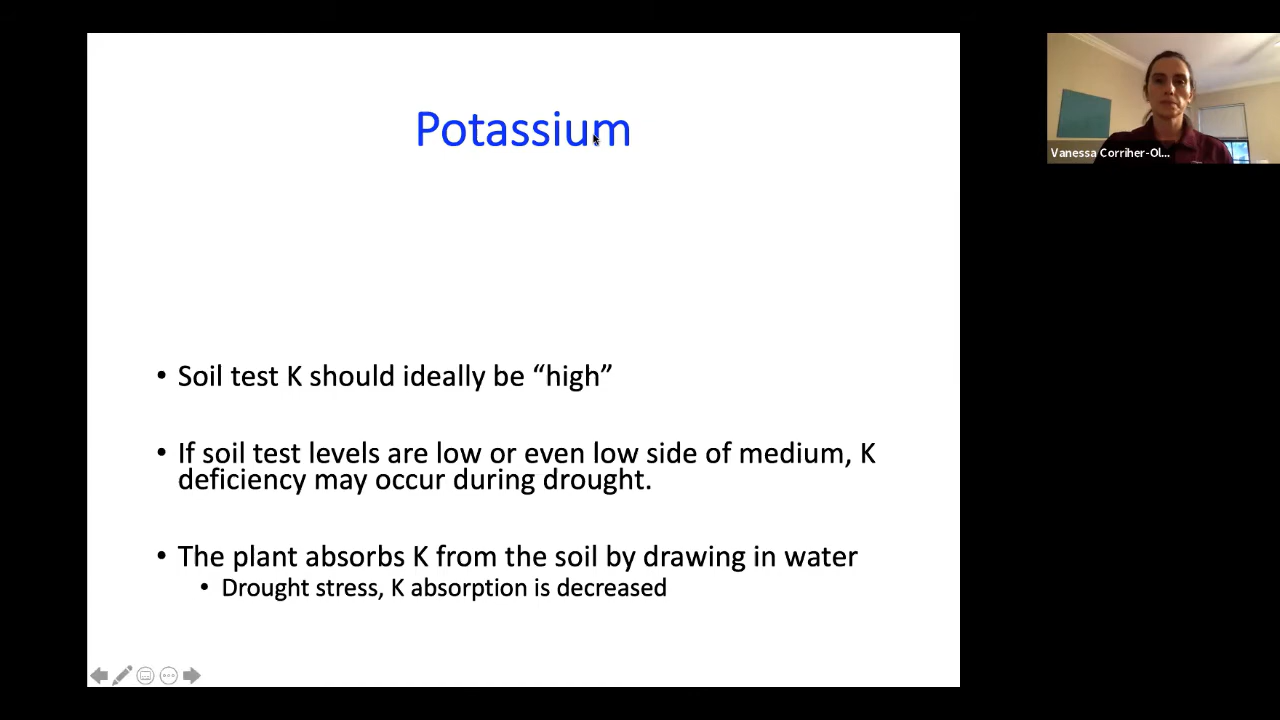 Potassium
Vanessa Corriher-Ol...
• Soil test K should ideally be “high”
• If soil test levels are low or even low side of medium, K
deficiency may occur during drought.
• The plant absorbs K from the soil by drawing in water
• Drought stress, K absorption is decreased